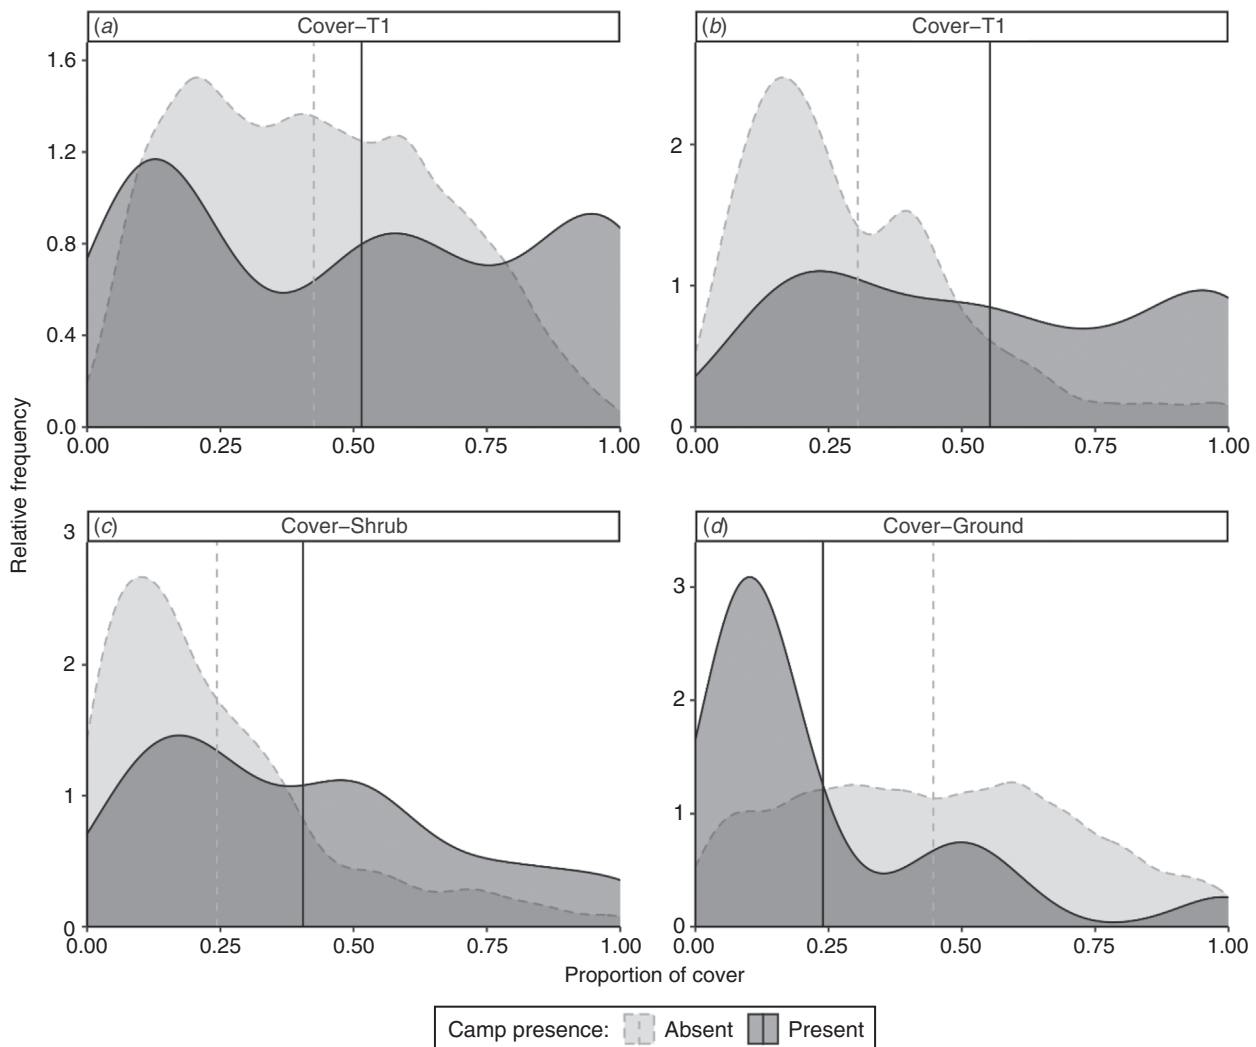 (a) Cover–T1
1.6
1.2
0.8
0.4
0.0
0.00 0.25 0.50 0.75 1.00
(b) Cover–T1
2
1
0
0.00 0.25 0.50 0.75 1.00
Relative frequency
(c) Cover–Shrub
3
2
1
0
0.00 0.25 0.50 0.75 1.00
(d) Cover–Ground
3
2
1
0
0.00 0.25 0.50 0.75 1.00
Proportion of cover
Camp presence: Absent Present